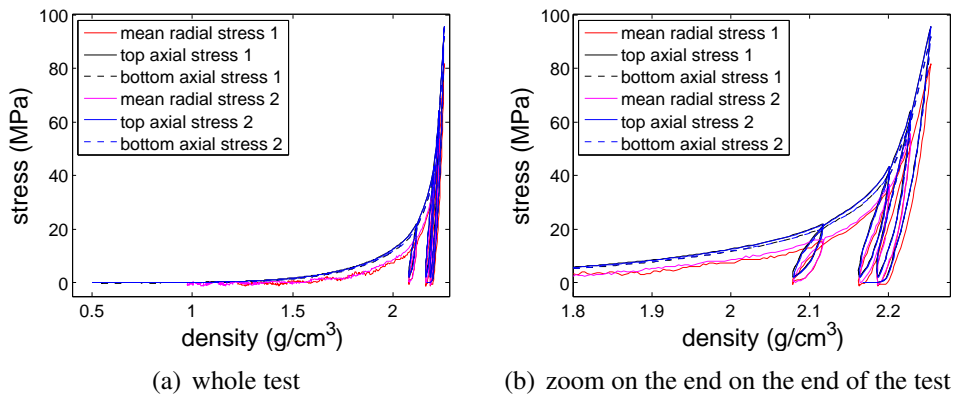 100
80
60
40
20
0
stress (MPa)
mean radial stress 1
top axial stress 1
bottom axial stress 1
mean radial stress 2
top axial stress 2
bottom axial stress 2
0.5 1 1.5 2
density (g/cm³)
(a) whole test
100
80
60
40
20
0
stress (MPa)
mean radial stress 1
top axial stress 1
bottom axial stress 1
mean radial stress 2
top axial stress 2
bottom axial stress 2
1.8 1.9 2 2.1 2.2
density (g/cm³)
(b) zoom on the end on the end of the test